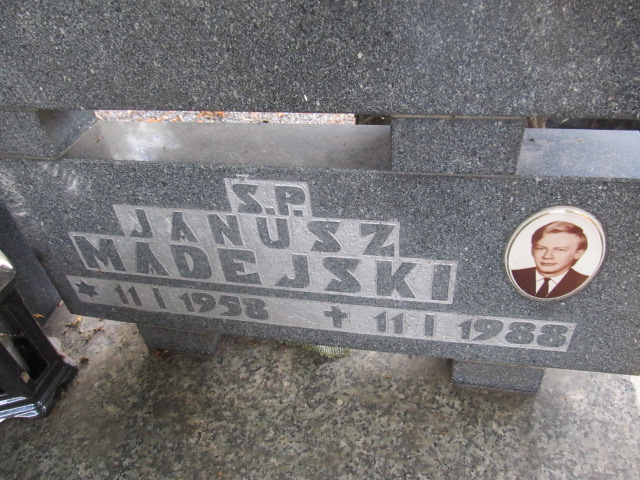 Ś.P.
JANUSZ
MADEJSKI
* 11 I 1958 + 11 I 1988